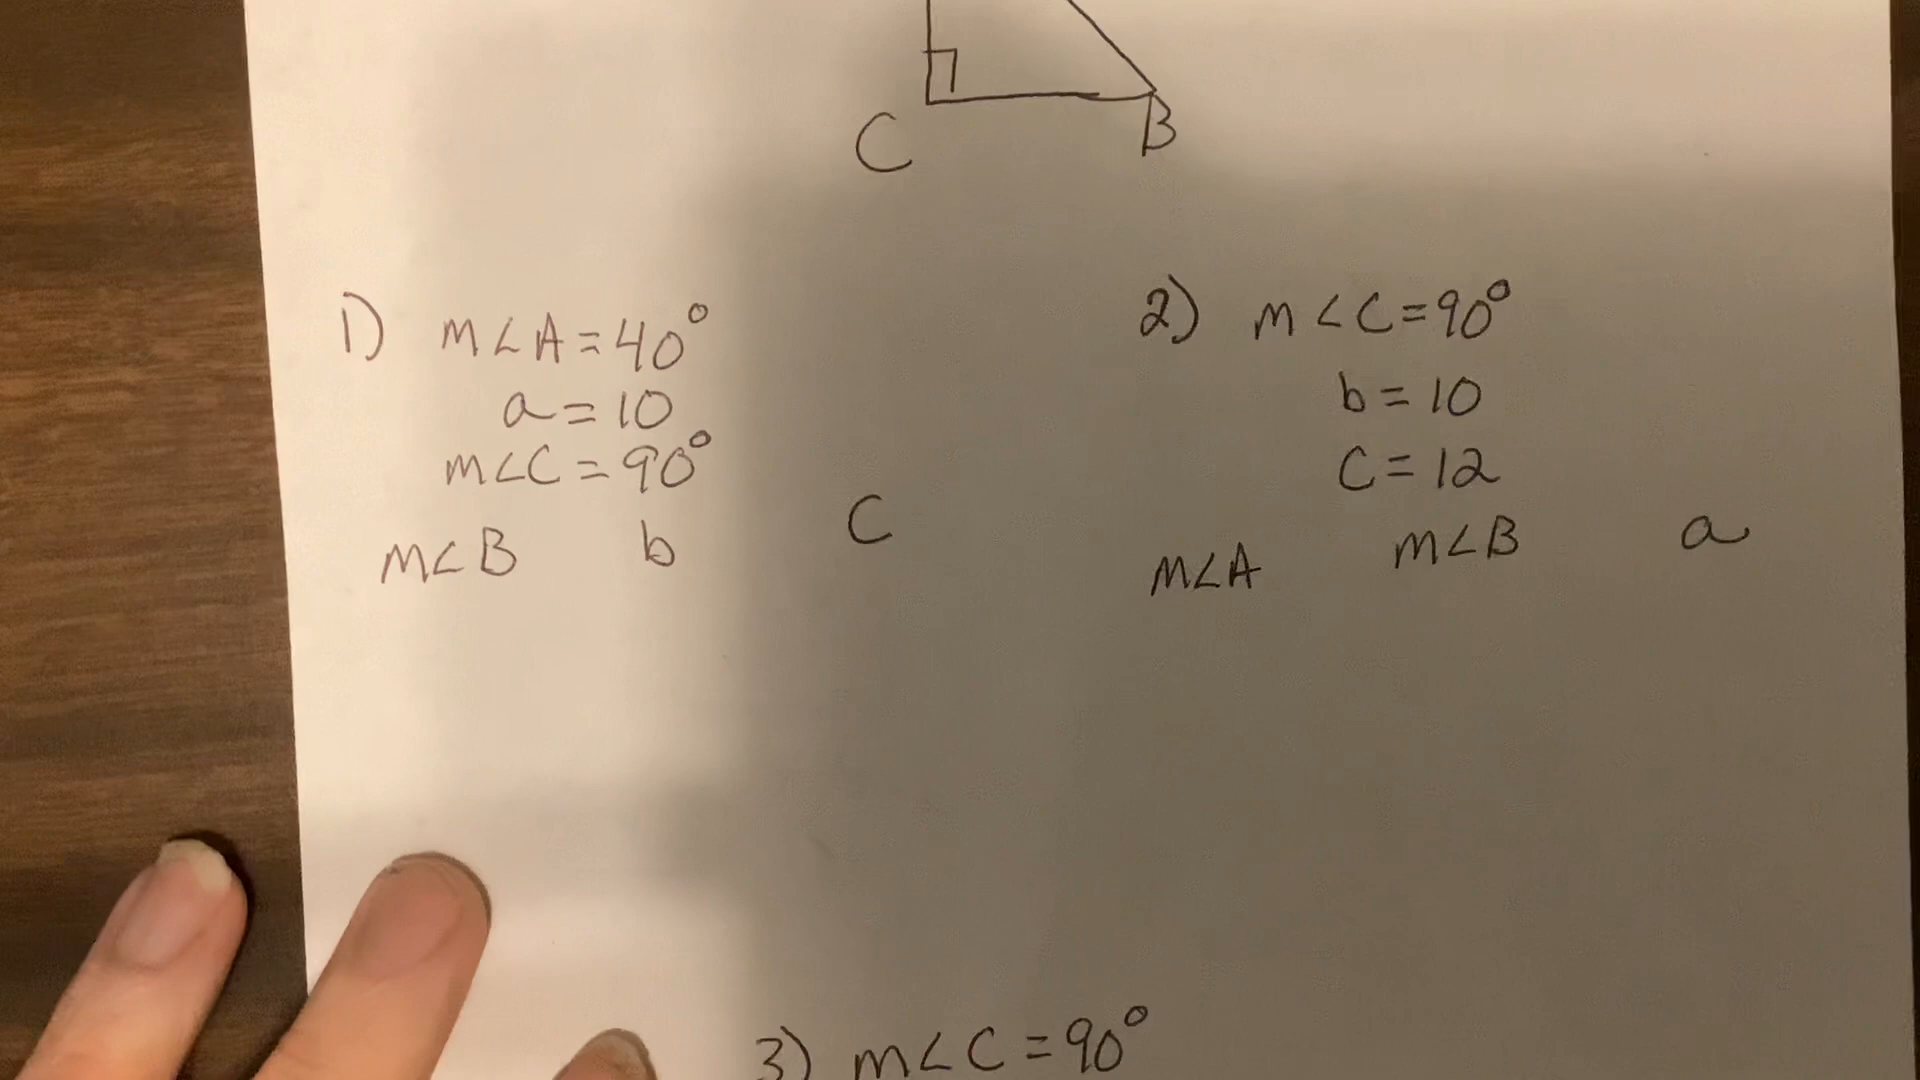 C B
1) m∠A=40°
a=10
m∠C=90°
m∠B b C
2) m∠C=90°
b=10
C=12
m∠A m∠B a
3) m∠C=90°